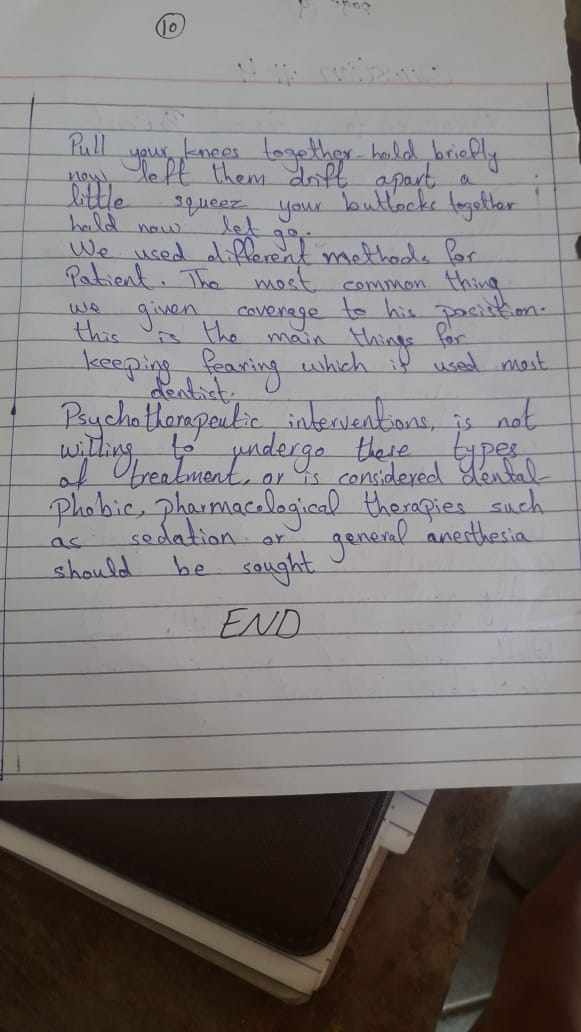 10
Pull your knees together-hold briefly
now left them drift apart a
little squeez your buttocks together
hold now let go.
We used different methods for
Patient. The most common thing
we given coverage to his pacistion.
this is the main things for
keeping fearing which if used most
dentist.
Psychotherapeutic interventions, is not
willing to undergo these types
of treatment, or is considered dental-
Phobic, pharmacological therapies such
as sedation or general anesthesia
should be sought
END